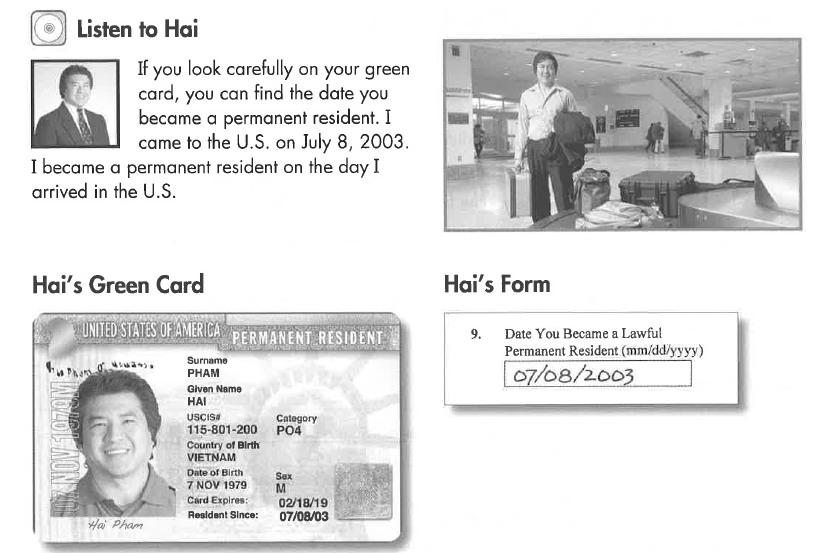 Listen to Hai
If you look carefully on your green
card, you can find the date you
became a permanent resident. I
came to the U.S. on July 8, 2003.
I became a permanent resident on the day I
arrived in the U.S.
Hai's Green Card
UNITED STATES OF AMERICA
PERMANENT RESIDENT
Surname
PHAM
Given Name
HAI
USCIS# Category
115-801-200 PO4
Country of Birth
VIETNAM
Date of Birth Sex
7 NOV 1979 M
Card Expires: 02/18/19
Resident Since: 07/08/03
07 NOV 1979M
Hai Pham
Hai's Form
9. Date You Became a Lawful
Permanent Resident (mm/dd/yyyy)
07/08/2003